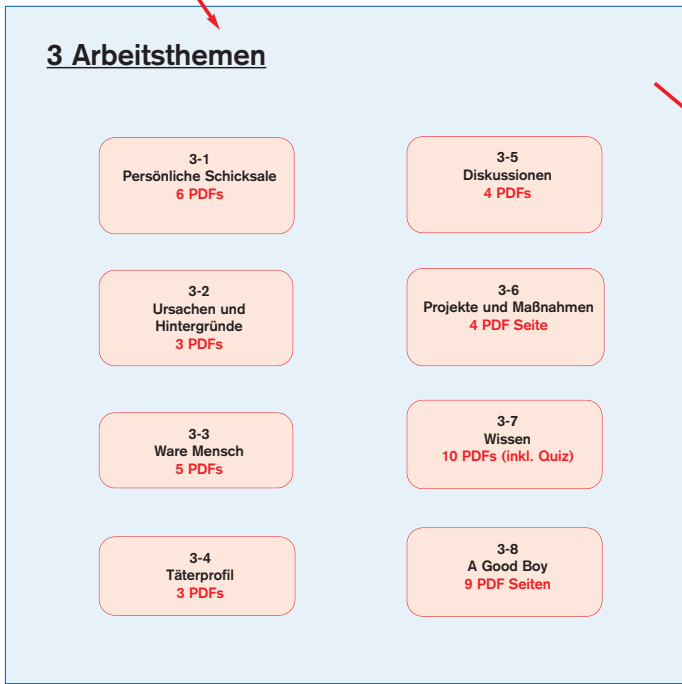 3 Arbeitsthemen
3-1
Persönliche Schicksale
6 PDFs
3-2
Ursachen und
Hintergründe
3 PDFs
3-3
Ware Mensch
5 PDFs
3-4
Täterprofil
3 PDFs
3-5
Diskussionen
4 PDFs
3-6
Projekte und Maßnahmen
4 PDF Seite
3-7
Wissen
10 PDFs (inkl. Quiz)
3-8
A Good Boy
9 PDF Seiten